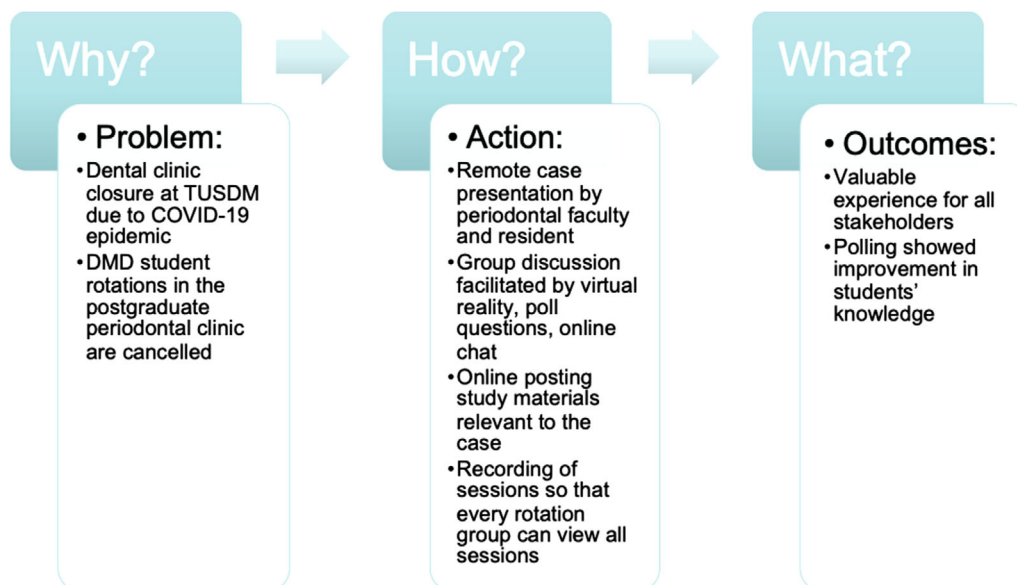 Why?
• Problem:
•Dental clinic
closure at TUSDM
due to COVID-19
epidemic
•DMD student
rotations in the
postgraduate
periodontal clinic
are cancelled
How?
• Action:
•Remote case
presentation by
periodontal faculty
and resident
•Group discussion
facilitated by virtual
reality, poll
questions, online
chat
•Online posting
study materials
relevant to the
case
•Recording of
sessions so that
every rotation
group can view all
sessions
What?
• Outcomes:
•Valuable
experience for all
stakeholders
•Polling showed
improvement in
students’
knowledge